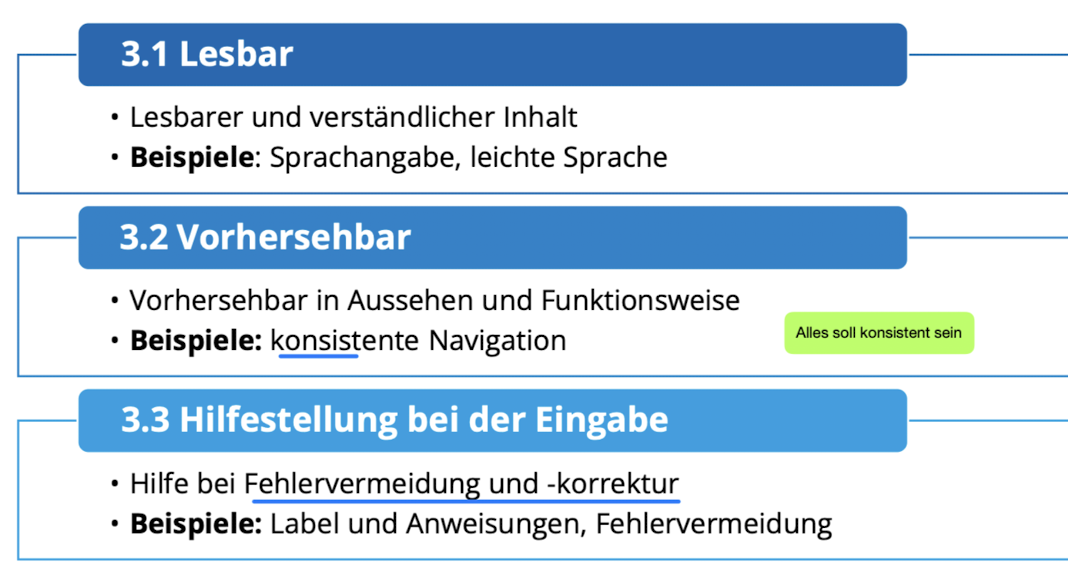 3.1 Lesbar
• Lesbarer und verständlicher Inhalt
• Beispiele: Sprachangabe, leichte Sprache
3.2 Vorhersehbar
• Vorhersehbar in Aussehen und Funktionsweise
• Beispiele: konsistente Navigation
Alles soll konsistent sein
3.3 Hilfestellung bei der Eingabe
• Hilfe bei Fehlervermeidung und -korrektur
• Beispiele: Label und Anweisungen, Fehlervermeidung